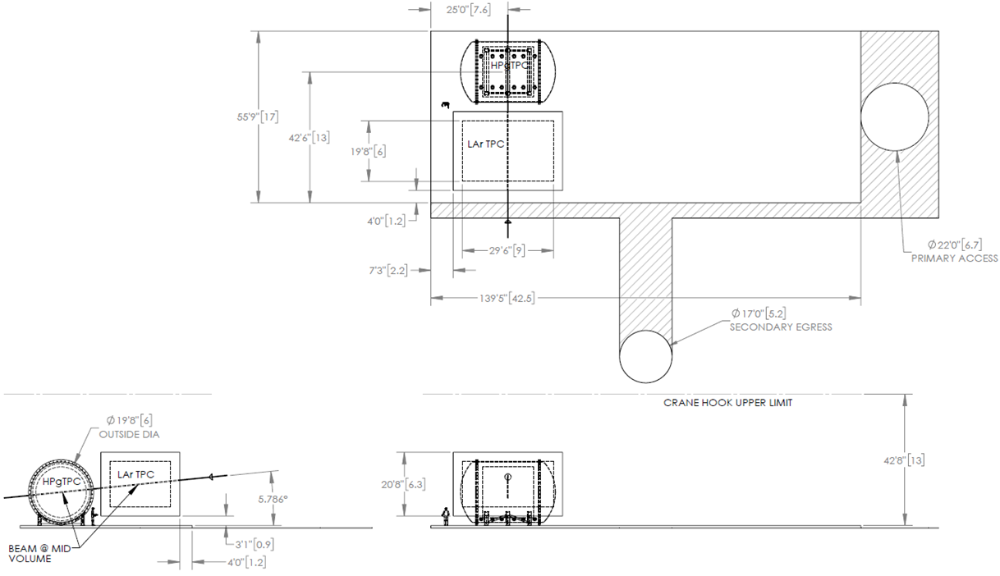 25'0"[7.6]
HPgTPC
55'9"[17]
42'6"[13]
19'8"[6]
LAr TPC
4'0"[1.2]
29'6"[9]
7'3"[2.2]
139'5"[42.5]
Ø22'0"[6.7]
PRIMARY ACCESS
Ø17'0"[5.2]
SECONDARY EGRESS
CRANE HOOK UPPER LIMIT
Ø19'8"[6]
OUTSIDE DIA
HPgTPC
LAr TPC
5.786°
BEAM @ MID
VOLUME
3'1"[0.9]
4'0"[1.2]
20'8"[6.3]
42'8"[13]